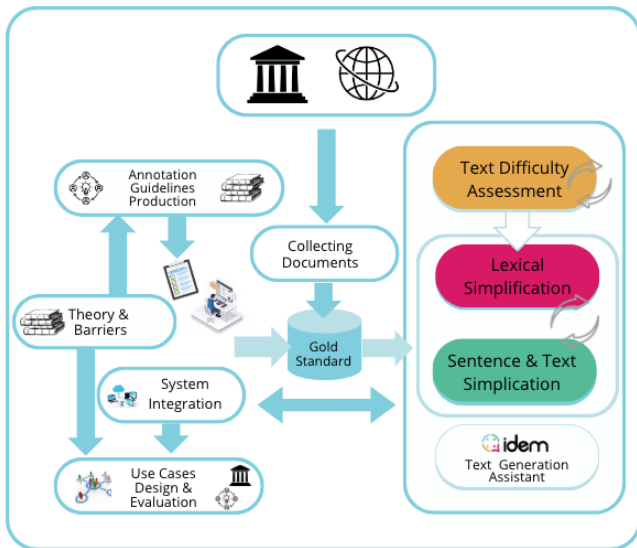 Annotation
Guidelines
Production
Collecting
Documents
Theory &
Barriers
Gold
Standard
System
Integration
Use Cases
Design &
Evaluation
Text Difficulty
Assessment
Lexical
Simplification
Sentence & Text
Simplication
idem
Text Generation
Assistant